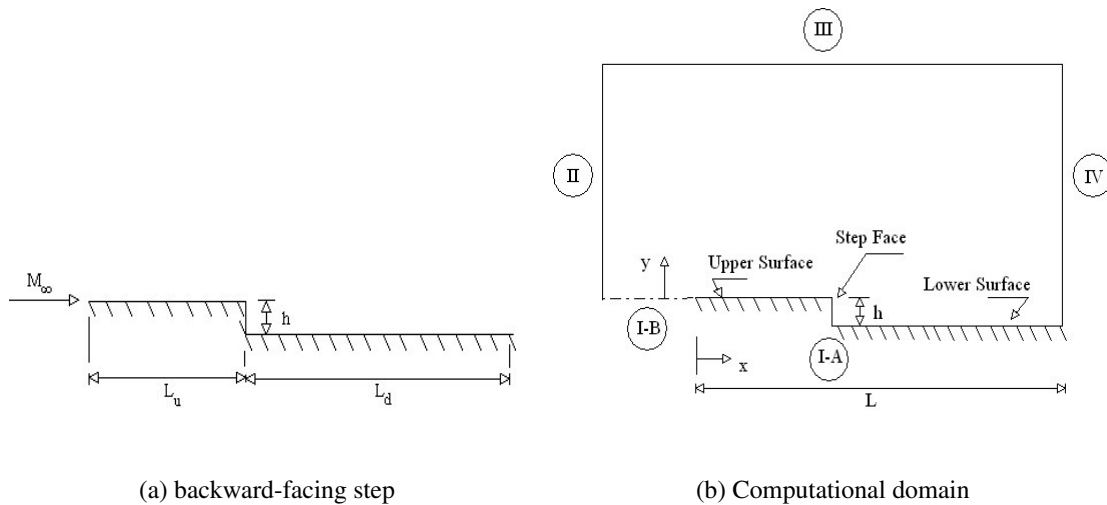 M∞
h
Lu
Ld
(a) backward-facing step
III
II
IV
Step Face
y
Upper Surface
Lower Surface
h
I-B
I-A
x
L
(b) Computational domain